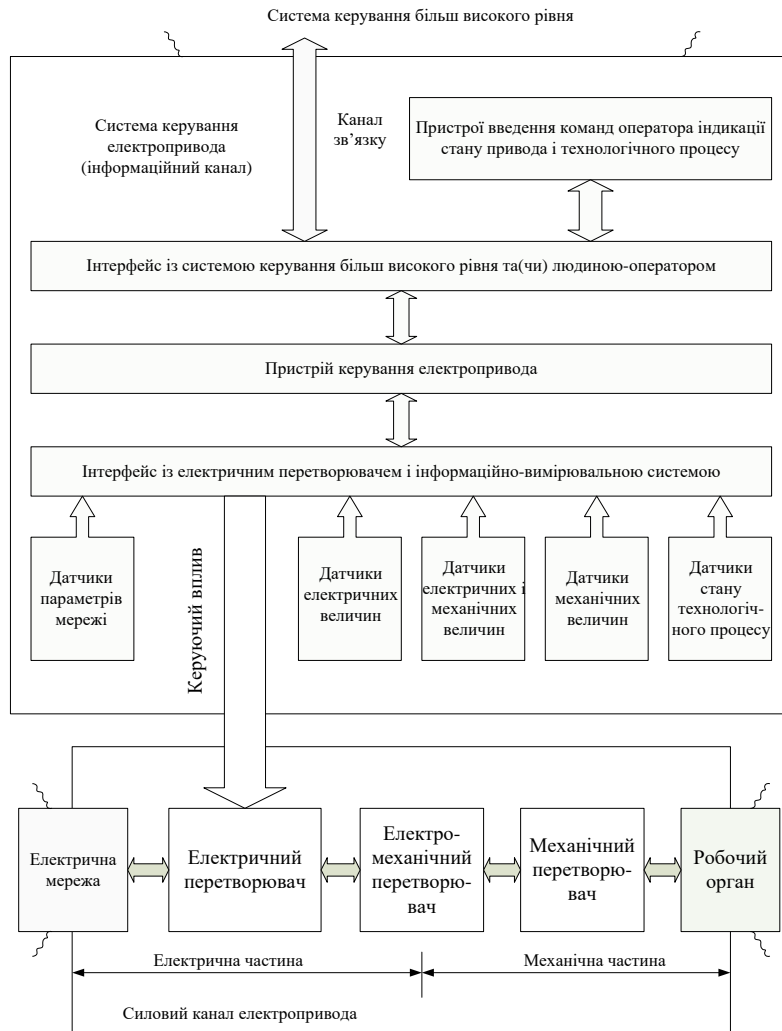 Система керування більш високого рівня
Система керування
електропривода
(інформаційний канал)
Канал
зв’язку
Пристрої введення команд оператора індикації
стану привода і технологічного процесу
Інтерфейс із системою керування більш високого рівня та(чи) людиною-оператором
Пристрій керування електропривода
Інтерфейс із електричним перетворювачем і інформаційно-вимірювальною системою
Датчики
параметрів
мережі
Керуючий вплив
Датчики
електричних
величин
Датчики
електричних і
механічних
величин
Датчики
механічних
величин
Датчики
стану
технологіч-
ного процесу
Електрична
мережа
Електричний
перетворювач
Електро-
механічний
перетворю-
вач
Механічний
перетворю-
вач
Робочий
орган
Електрична частина
Механічна частина
Силовий канал електропривода